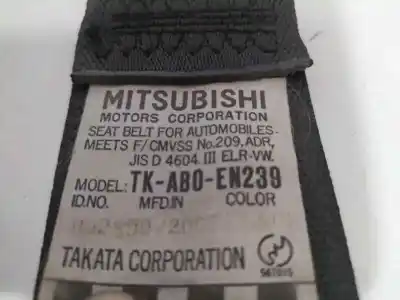 MITSUBISHI
MOTORS CORPORATION
SEAT BELT FOR AUTOMOBILES.
MEETS F/CMVSS No.209, ADR,
JIS D 4604 III ELR-VW.
MODEL: TK-AB0-EN239
ID.NO. MFD.IN COLOR
TAKATA CORPORATION